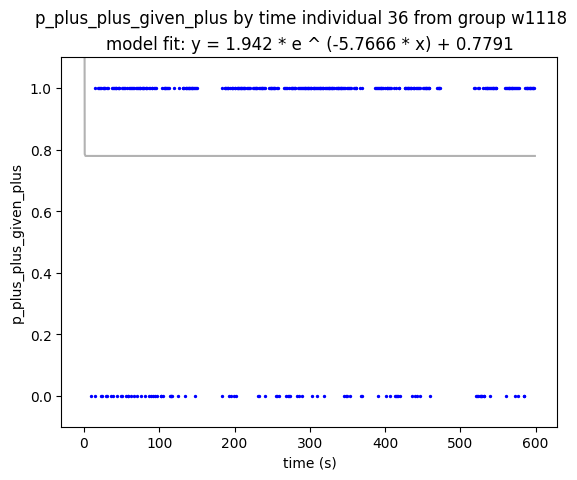 p_plus_plus_given_plus by time individual 36 from group w1118
model fit: y = 1.942 * e ^ (-5.7666 * x) + 0.7791
1.0
0.8
0.6
0.4
0.2
0.0
p_plus_plus_given_plus
0 100 200 300 400 500 600
time (s)